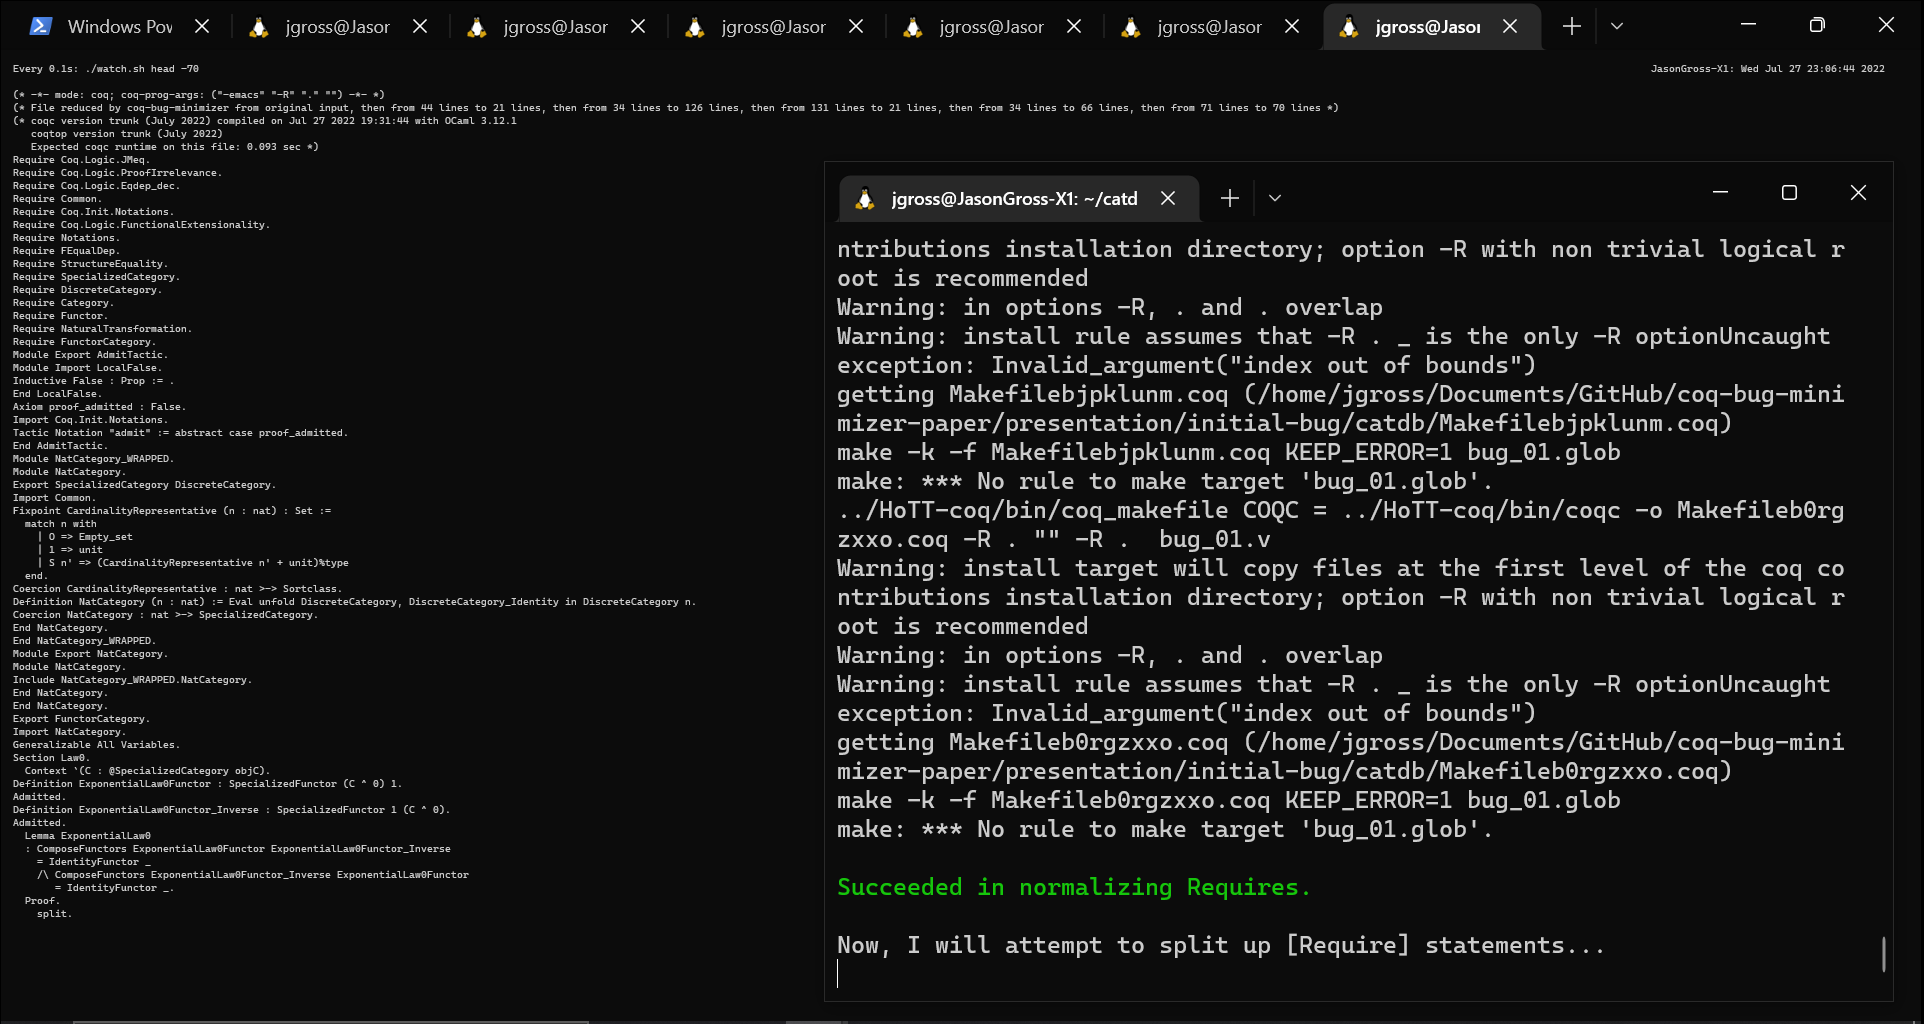 Windows Pov
jgross@Jasor
jgross@Jasor
jgross@Jasor
jgross@Jasor
jgross@Jasor
jgross@Jasor
Every 0.1s: ./watch.sh head -70
JasonGross-X1: Wed Jul 27 23:06:44 2022
(* -*- mode: coq; coq-prog-args: ("-emacs" "-R" "." "") -*- *)
(* File reduced by coq-bug-minimizer from original input, then from 44 lines to 21 lines, then from 34 lines to 126 lines, then from 131 lines to 21 lines, then from 34 lines to 66 lines, then from 71 lines to 70 lines *)
(* coqc version trunk (July 2022) compiled on Jul 27 2022 19:31:44 with OCaml 3.12.1
   coqtop version trunk (July 2022)
   Expected coqc runtime on this file: 0.093 sec *)
Require Coq.Logic.JMeq.
Require Coq.Logic.ProofIrrelevance.
Require Coq.Logic.Eqdep_dec.
Require Common.
Require Coq.Init.Notations.
Require Coq.Logic.FunctionalExtensionality.
Require Notations.
Require FEqualDep.
Require StructureEquality.
Require SpecializedCategory.
Require DiscreteCategory.
Require Category.
Require Functor.
Require NaturalTransformation.
Require FunctorCategory.
Module Export AdmitTactic.
Module Import LocalFalse.
Inductive False : Prop := .
End LocalFalse.
Axiom proof_admitted : False.
Import Coq.Init.Notations.
Tactic Notation "admit" := abstract case proof_admitted.
End AdmitTactic.
Module NatCategory_WRAPPED.
Module NatCategory.
Export SpecializedCategory DiscreteCategory.
Import Common.
Fixpoint CardinalityRepresentative (n : nat) : Set :=
  match n with
    | O => Empty_set
    | 1 => unit
    | S n' => (CardinalityRepresentative n' + unit)%type
  end.
Coercion CardinalityRepresentative : nat >-> Sortclass.
Definition NatCategory (n : nat) := Eval unfold DiscreteCategory, DiscreteCategory_Identity in DiscreteCategory n.
Coercion NatCategory : nat >-> SpecializedCategory.
End NatCategory.
End NatCategory_WRAPPED.
Module Export NatCategory.
Module NatCategory.
Include NatCategory_WRAPPED.NatCategory.
End NatCategory.
End NatCategory.
Export FunctorCategory.
Import NatCategory.
Generalizable All Variables.
Section Law0.
  Context `(C : @SpecializedCategory objC).
Definition ExponentialLaw0Functor : SpecializedFunctor (C ^ 0) 1.
Admitted.
Definition ExponentialLaw0Functor_Inverse : SpecializedFunctor 1 (C ^ 0).
Admitted.
  Lemma ExponentialLaw0
  : ComposeFunctors ExponentialLaw0Functor ExponentialLaw0Functor_Inverse
    = IdentityFunctor _
    /\ ComposeFunctors ExponentialLaw0Functor_Inverse ExponentialLaw0Functor
       = IdentityFunctor _.
  Proof.
    split.
jgross@JasonGross-X1: ~/catd
ntributions installation directory; option -R with non trivial logical r
oot is recommended
Warning: in options -R, . and . overlap
Warning: install rule assumes that -R . _ is the only -R optionUncaught
exception: Invalid_argument("index out of bounds")
getting Makefilebjpklunm.coq (/home/jgross/Documents/GitHub/coq-bug-mini
mizer-paper/presentation/initial-bug/catdb/Makefilebjpklunm.coq)
make -k -f Makefilebjpklunm.coq KEEP_ERROR=1 bug_01.glob
make: *** No rule to make target 'bug_01.glob'.
../HoTT-coq/bin/coq_makefile COQC = ../HoTT-coq/bin/coqc -o Makefileb0rg
zxxo.coq -R . "" -R .  bug_01.v
Warning: install target will copy files at the first level of the coq co
ntributions installation directory; option -R with non trivial logical r
oot is recommended
Warning: in options -R, . and . overlap
Warning: install rule assumes that -R . _ is the only -R optionUncaught
exception: Invalid_argument("index out of bounds")
getting Makefileb0rgzxxo.coq (/home/jgross/Documents/GitHub/coq-bug-mini
mizer-paper/presentation/initial-bug/catdb/Makefileb0rgzxxo.coq)
make -k -f Makefileb0rgzxxo.coq KEEP_ERROR=1 bug_01.glob
make: *** No rule to make target 'bug_01.glob'.
Succeeded in normalizing Requires.
Now, I will attempt to split up [Require] statements...